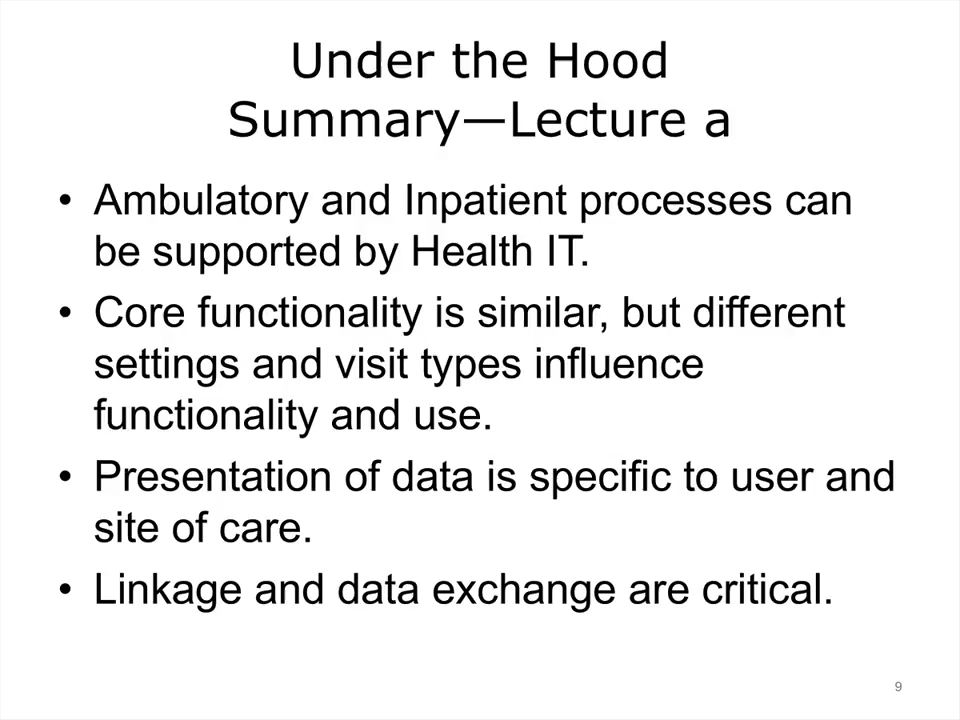 Under the Hood
Summary—Lecture a
• Ambulatory and Inpatient processes can
be supported by Health IT.
• Core functionality is similar, but different
settings and visit types influence
functionality and use.
• Presentation of data is specific to user and
site of care.
• Linkage and data exchange are critical.
9